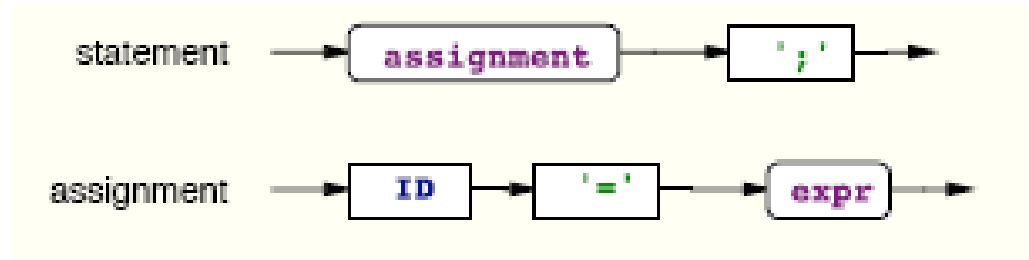 statement assignment ';'
assignment ID '=' expr